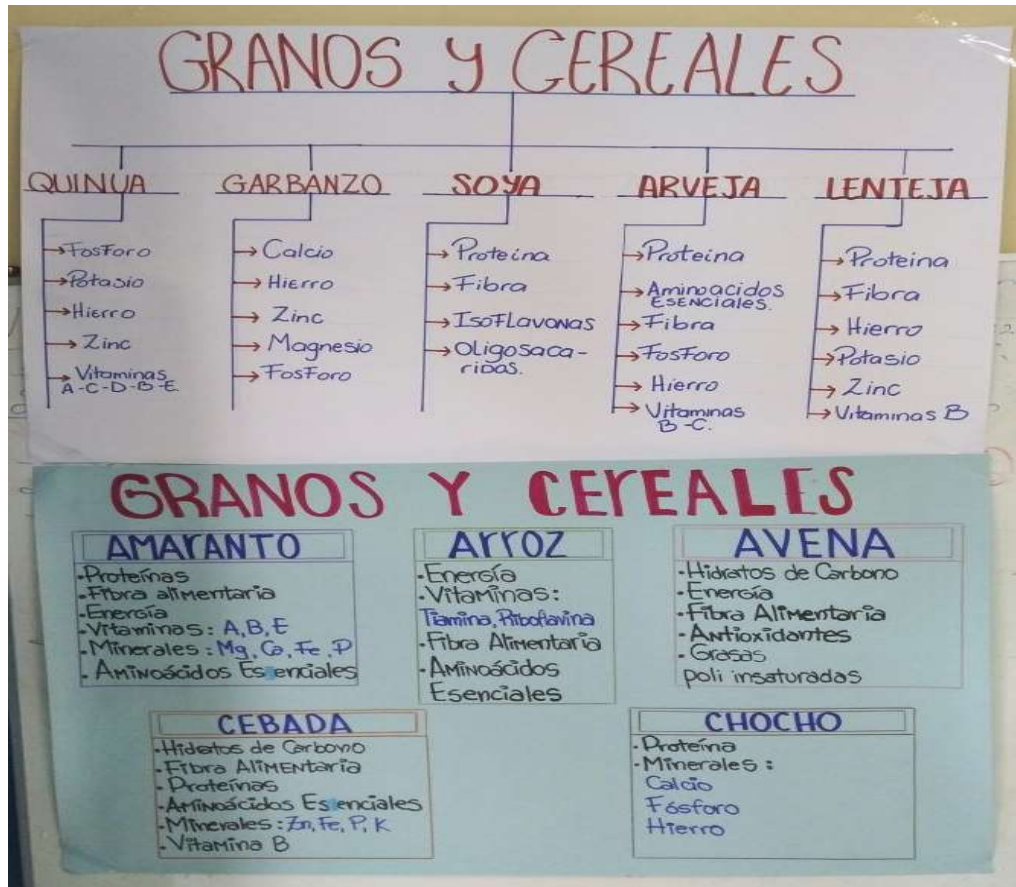 GRANOS Y CEREALES
QUINUA
→Fosforo
→Potasio
→Hierro
→Zinc
→Vitaminas
A-C-D-B-E
GARBANZO
→Calcio
→Hierro
→Zinc
→Magnesio
→Fosforo
SOYA
→Proteina
→Fibra
→Isoflavonas
→Oligosaca-
ridas.
ARVEJA
→Proteina
→Aminoacidos
Esenciales.
→Fibra
→Fosforo
→Hierro
→Vitaminas
B-C.
LENTEJA
→Proteina
→Fibra
→Hierro
→Potasio
→Zinc
→Vitaminas B
GRANOS Y CEREALES
AMARANTO
-Proteínas
-Fibra alimentaria
-Energía
-Vitaminas: A, B, E
-Minerales: Mg, Ca, Fe, P
- Aminoácidos Esenciales
Arroz
-Energía
-Vitaminas:
Tiamina, Riboflavina
-Fibra Alimentaria
-Aminoácidos
Esenciales
AVENA
-Hidratos de Carbono
-Energía
-Fibra Alimentaria
-Antioxidantes
- Grasas
poli insaturadas
CEBADA
-Hidratos de Carbono
-Fibra Alimentaria
-Proteínas
-Aminoácidos Esenciales
-Minerales: Zn, Fe, P, K
-Vitamina B
CHOCHO
-Proteína
-Minerales:
Calcio
Fósforo
Hierro